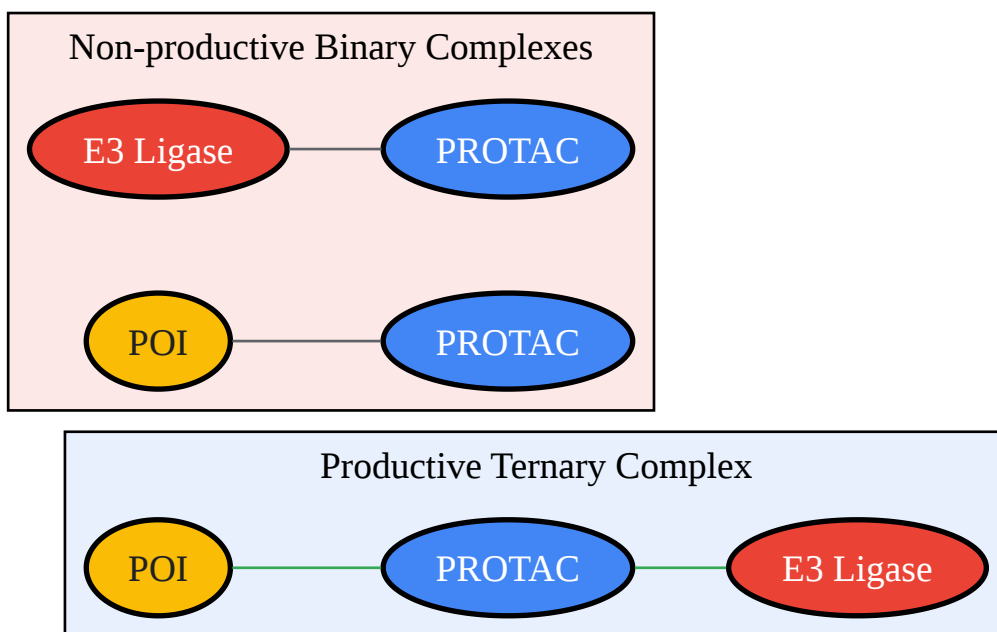 Non-productive Binary Complexes
E3 Ligase PROTAC
POI PROTAC
Productive Ternary Complex
POI PROTAC E3 Ligase